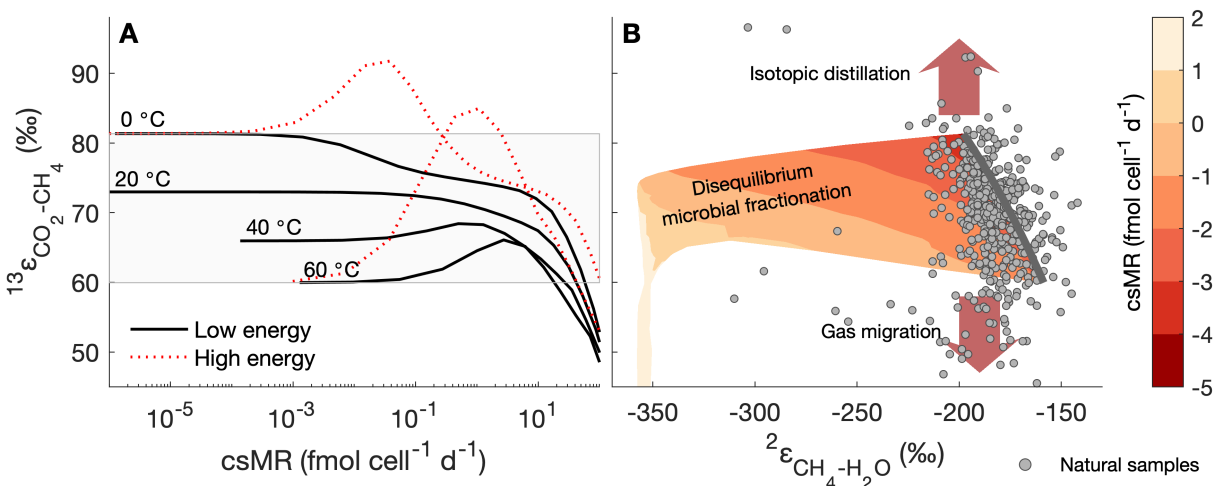 A
¹³εCO₂-CH₄ (‰)
90
80
70
60
50
0 °C
20 °C
40 °C
60 °C
Low energy
High energy
10⁻⁵
10⁻³
10⁻¹
10¹
csMR (fmol cell⁻¹ d⁻¹)
B
Isotopic distillation
Disequilibrium
microbial fractionation
Gas migration
-350
-300
-250
-200
-150
²εCH₄-H₂O (‰)
Natural samples
csMR (fmol cell⁻¹ d⁻¹)
2
1
0
-1
-2
-3
-4
-5